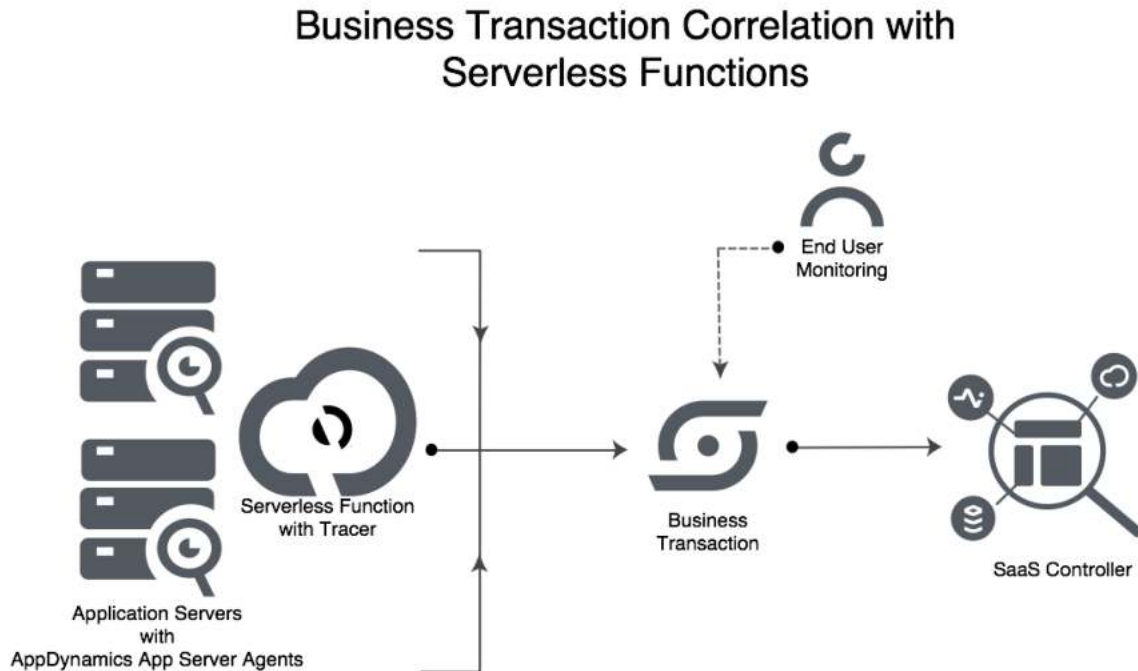 Business Transaction Correlation with
Serverless Functions
End User
Monitoring
Serverless Function
with Tracer
Business
Transaction
SaaS Controller
Application Servers
with
AppDynamics App Server Agents